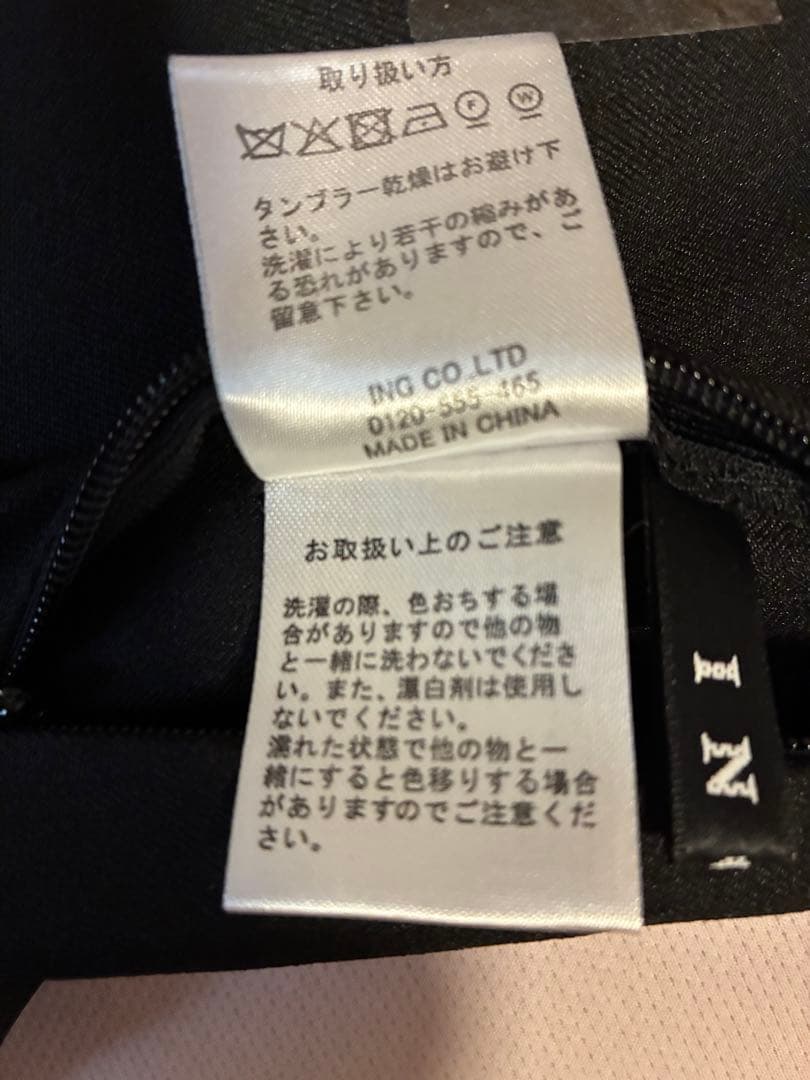 取り扱い方
F W
タンブラー乾燥はお避け下
さい。
洗濯により若干の縮みがあ
る恐れがありますので、ご
留意下さい。
ING CO.LTD
0120-555-465
MADE IN CHINA
お取扱い上のご注意
洗濯の際、色おちする場
合がありますので他の物
と一緒に洗わないでくださ
い。また、漂白剤は使用し
ないでください。
濡れた状態で他の物と一
緒にすると色移りする場合
がありますのでご注意くだ
さい。
IN